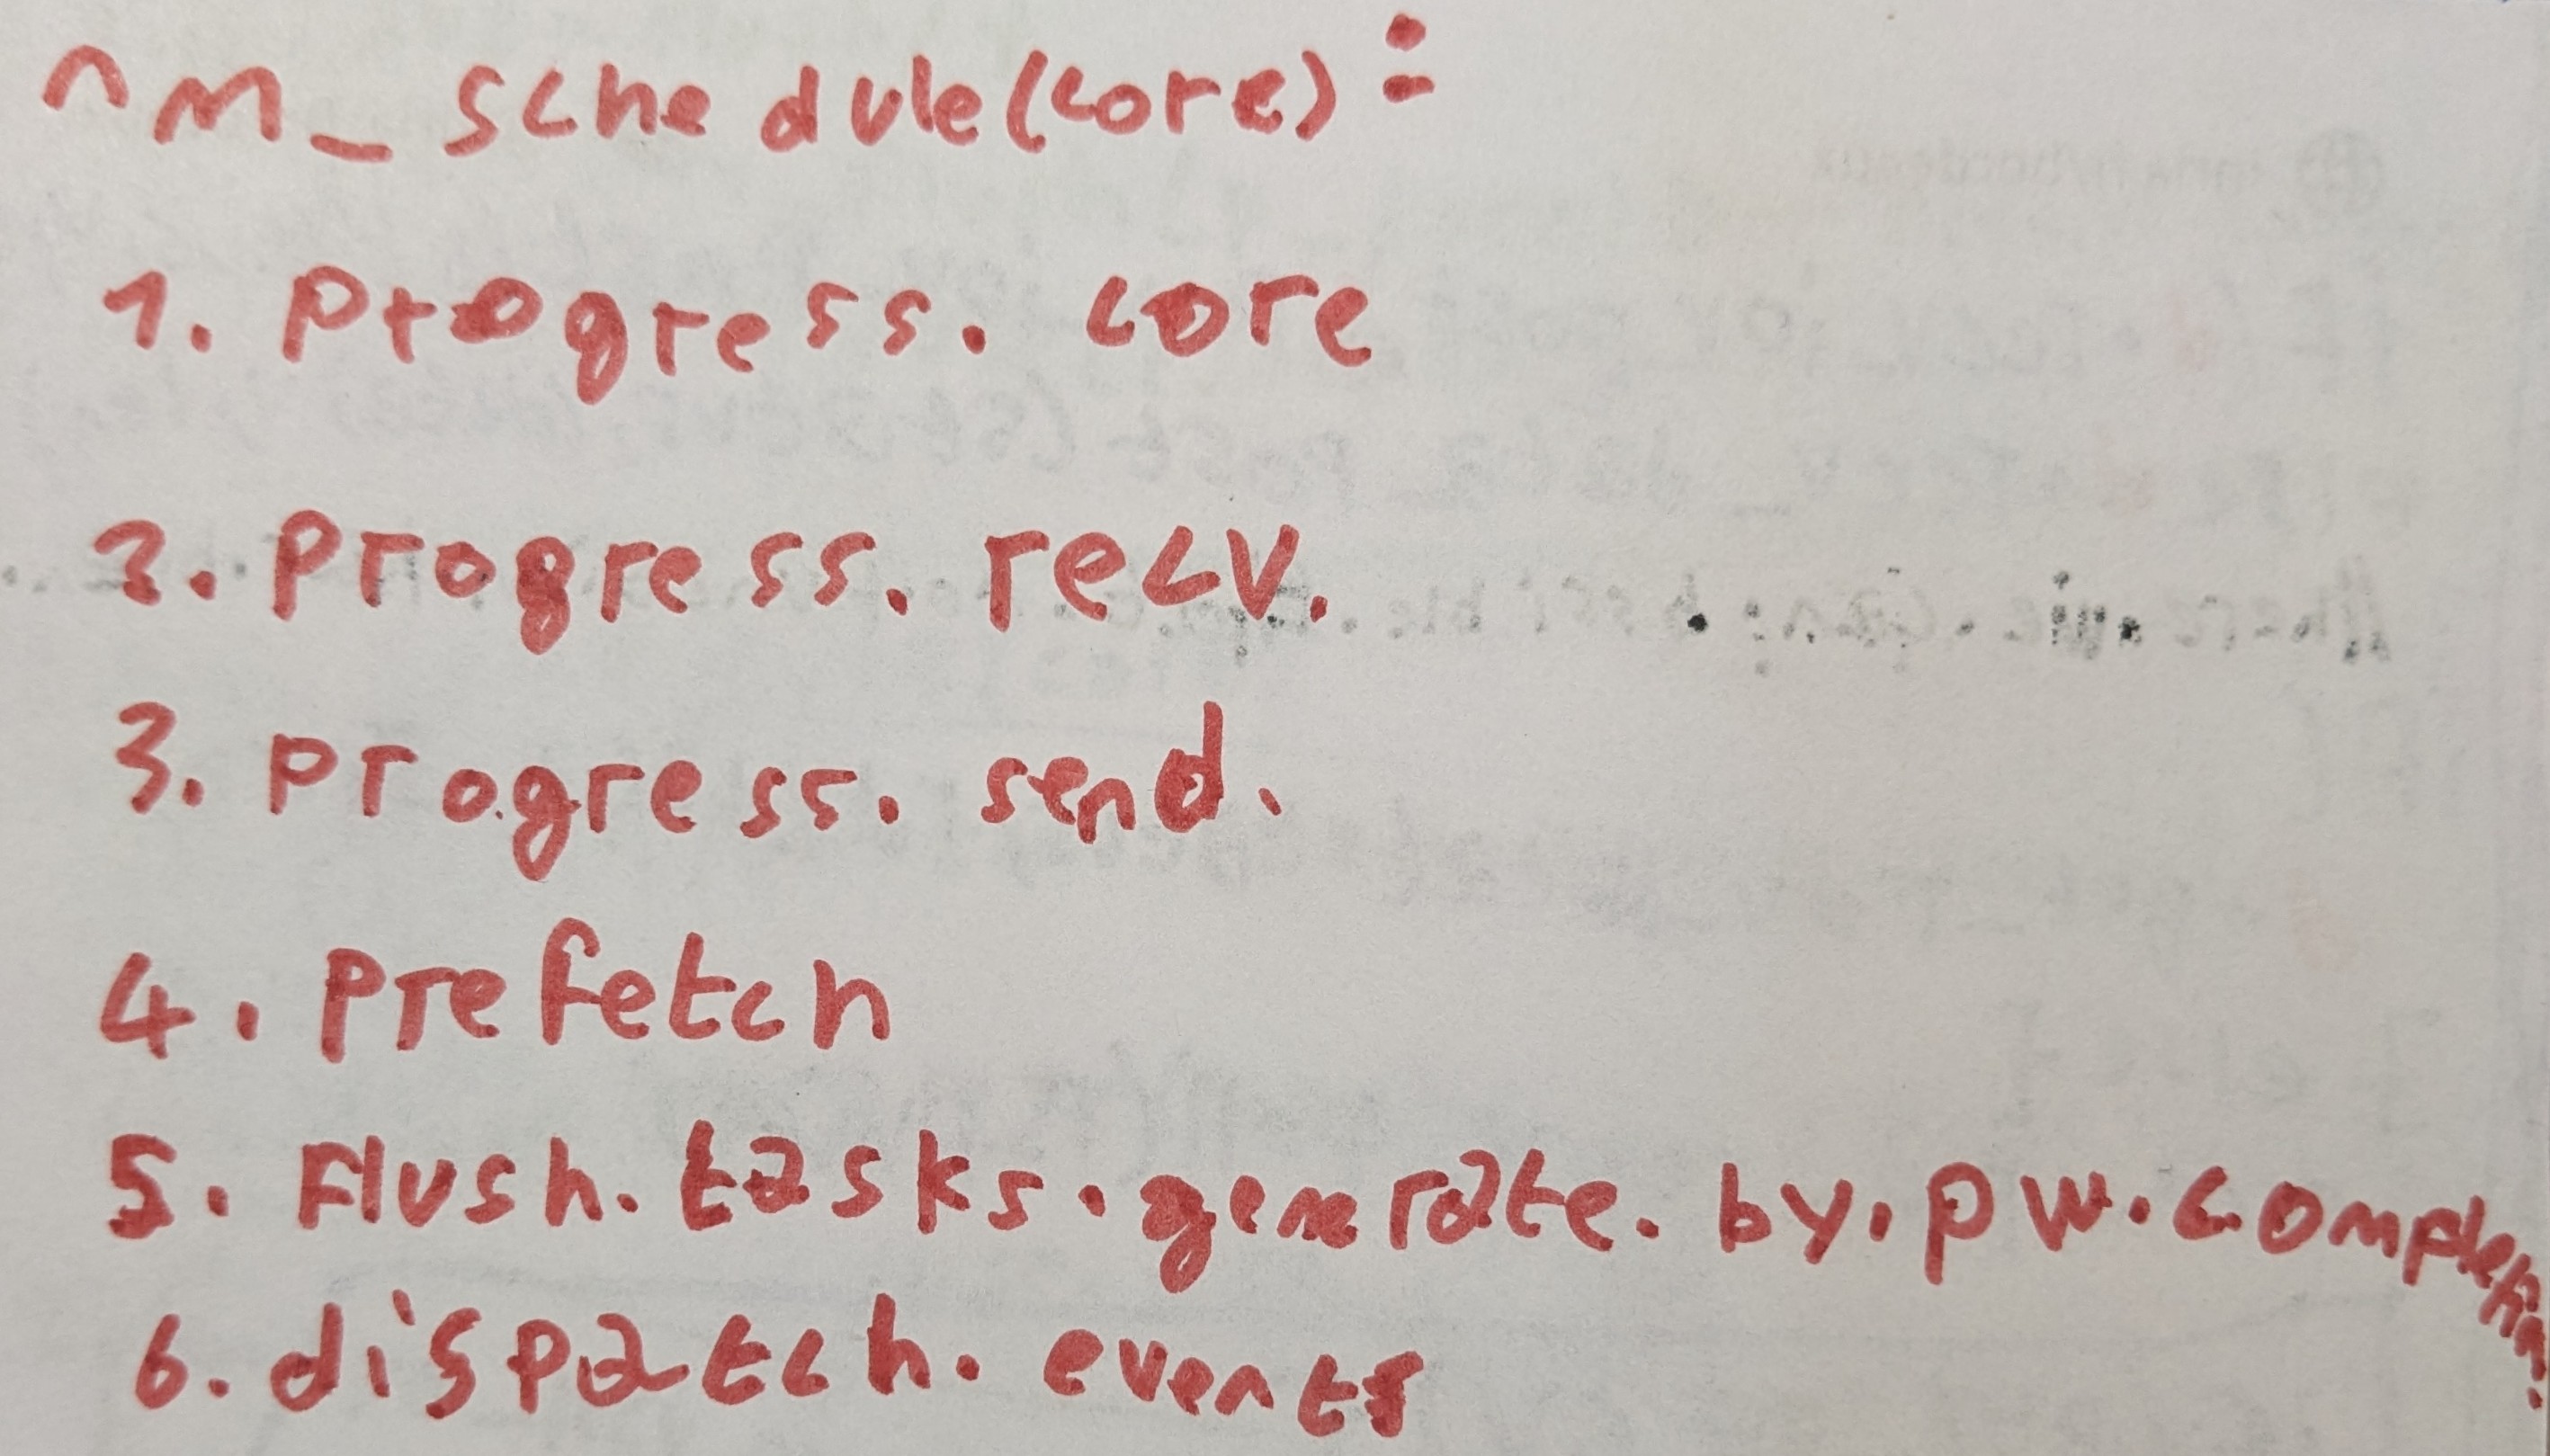 nm_schedule(core):
1. progress. core
2. progress. recv.
3. progress. send.
4. prefetch
5. Flush. tasks. generate. by. pw. completion.
6. dispatch. events